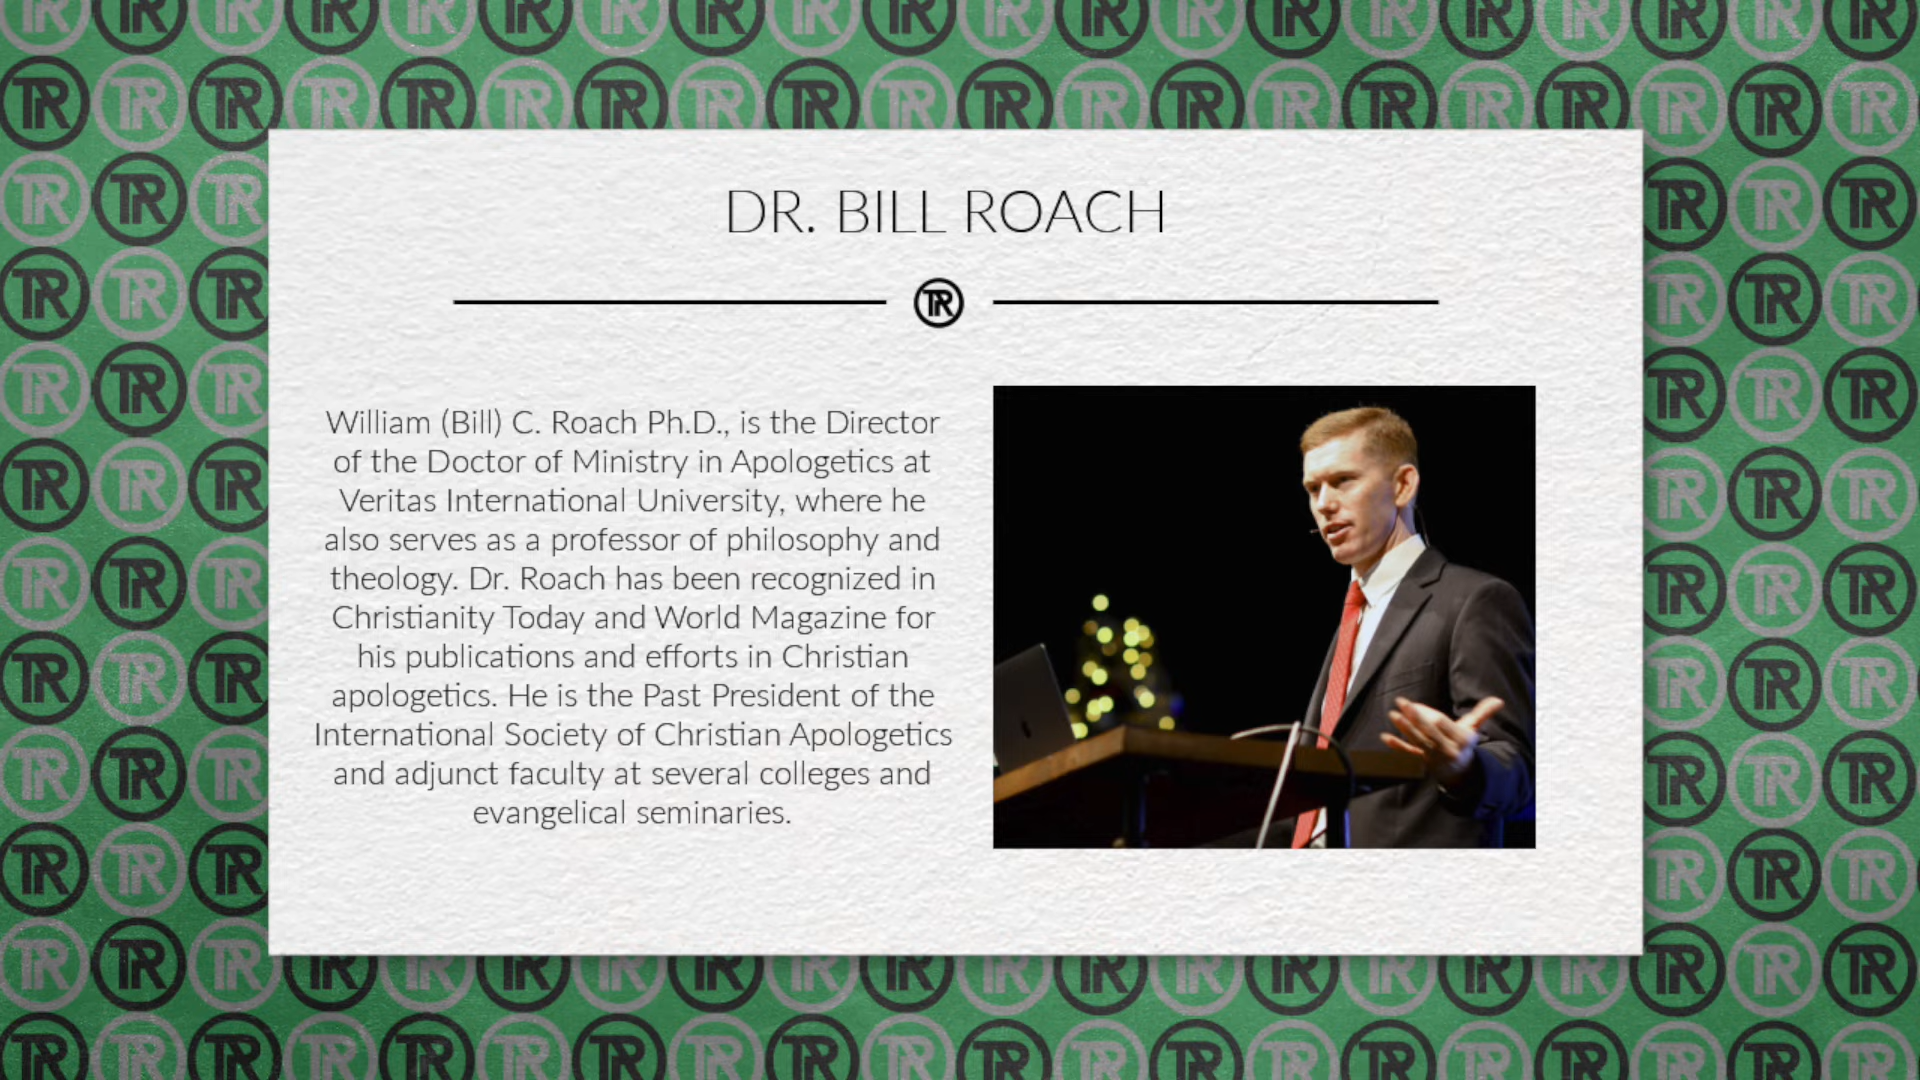 DR. BILL ROACH
TR
William (Bill) C. Roach Ph.D., is the Director
of the Doctor of Ministry in Apologetics at
Veritas International University, where he
also serves as a professor of philosophy and
theology. Dr. Roach has been recognized in
Christianity Today and World Magazine for
his publications and efforts in Christian
apologetics. He is the Past President of the
International Society of Christian Apologetics
and adjunct faculty at several colleges and
evangelical seminaries.